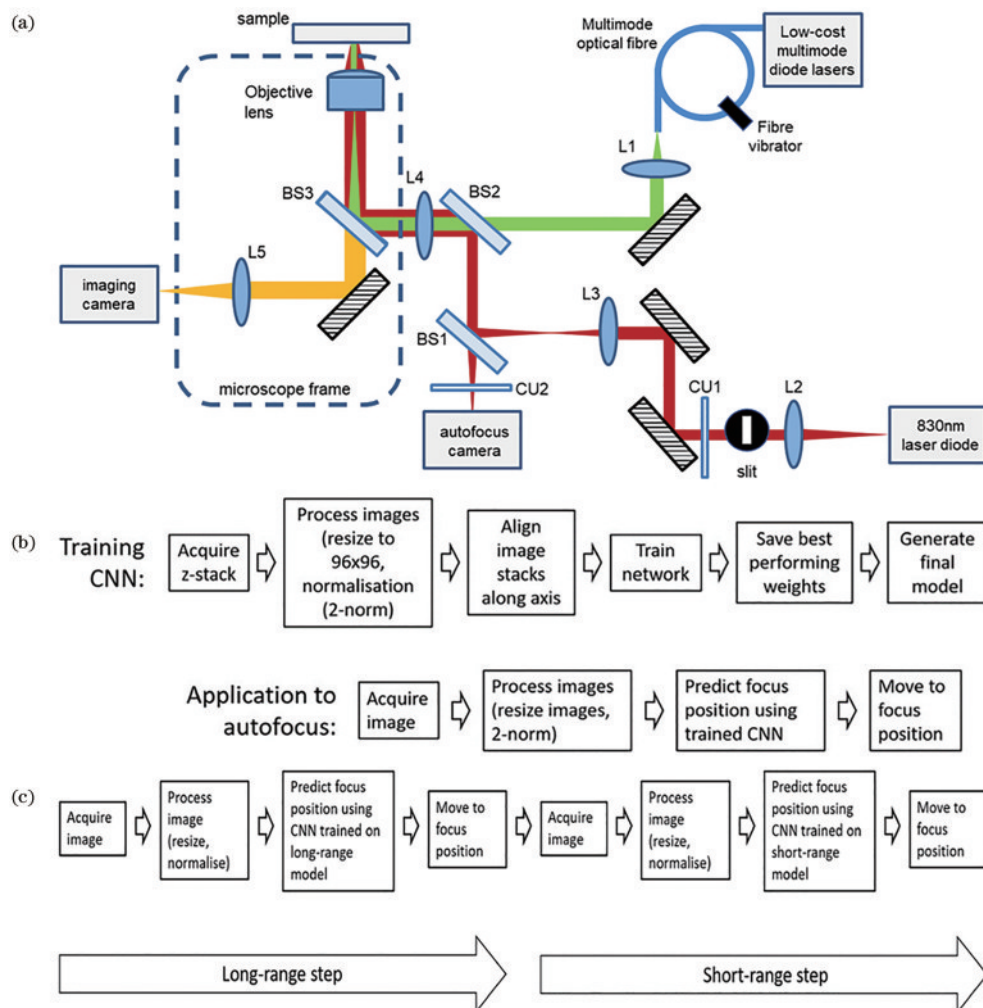 (a)
sample
Objective
lens
Multimode
optical fibre
Low-cost
multimode
diode lasers
Fibre
vibrator
L1
BS3
L4
BS2
L5
imaging
camera
microscope frame
BS1
L3
CU2
autofocus
camera
CU1
L2
slit
830nm
laser diode
(b)
Training
CNN:
Acquire
z-stack
Process images
(resize to
96x96,
normalisation
(2-norm)
Align
image
stacks
along axis
Train
network
Save best
performing
weights
Generate
final
model
Application to
autofocus:
Acquire
image
Process images
(resize images,
2-norm)
Predict focus
position using
trained CNN
Move to
focus
position
(c)
Acquire
image
Process
image
(resize,
normalise)
Predict focus
position using
CNN trained on
long-range
model
Move to
focus
position
Acquire
image
Process
image
(resize,
normalise)
Predict focus
position using
CNN trained on
short-range
model
Move to
focus
position
Long-range step
Short-range step